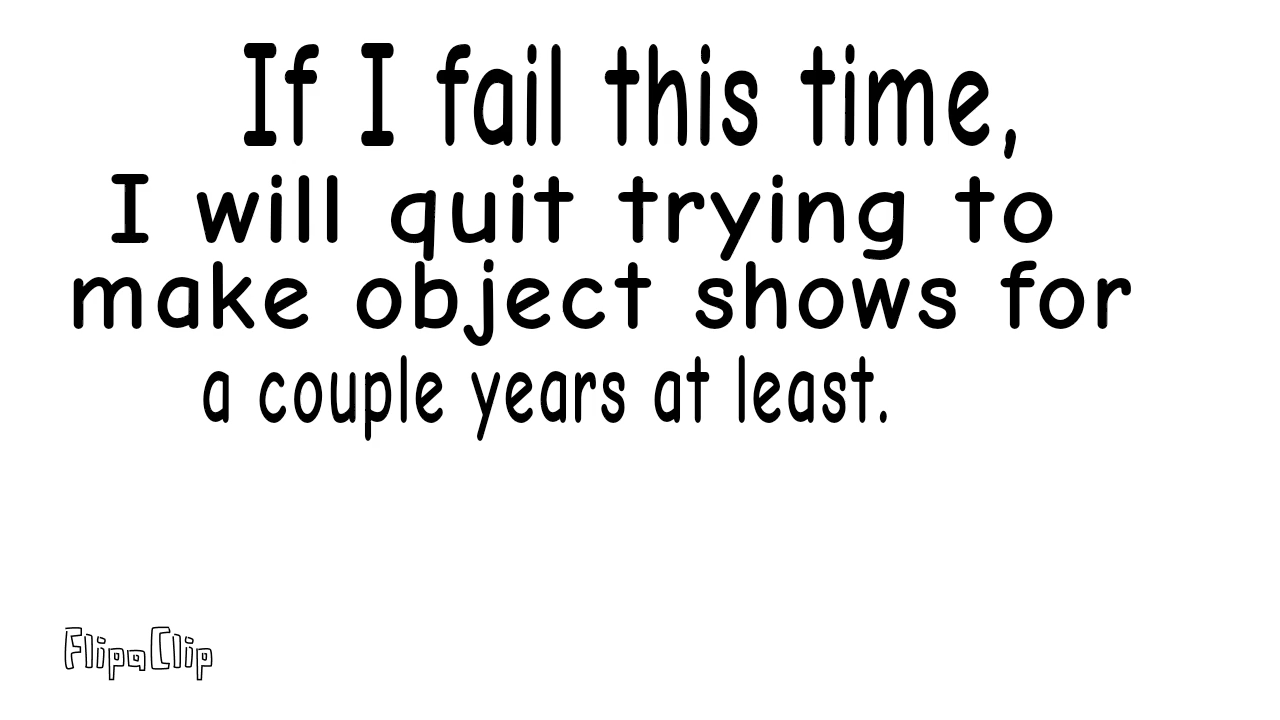 If I fail this time,
I will quit trying to
make object shows for
a couple years at least.
FlipaClip